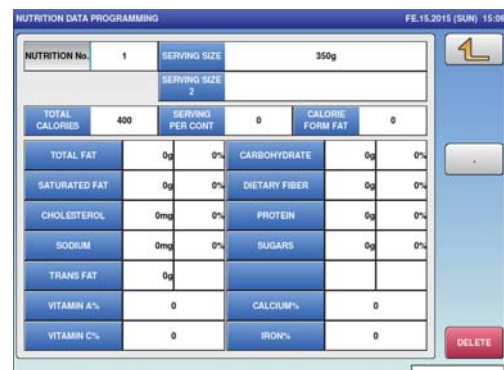 NUTRITION DATA PROGRAMMING FE.15.2015 (SUN) 15:06
NUTRITION No. 1 SERVING SIZE 350g
SERVING SIZE
2
TOTAL
CALORIES 400 SERVING
PER CONT 0 CALORIE
FORM FAT 0
TOTAL FAT 0g 0% CARBOHYDRATE 0g 0%
SATURATED FAT 0g 0% DIETARY FIBER 0g 0%
CHOLESTEROL 0mg 0% PROTEIN 0g 0%
SODIUM 0mg 0% SUGARS 0g 0%
TRANS FAT 0g
VITAMIN A% 0 CALCIUM% 0
VITAMIN C% 0 IRON% 0
.
DELETE